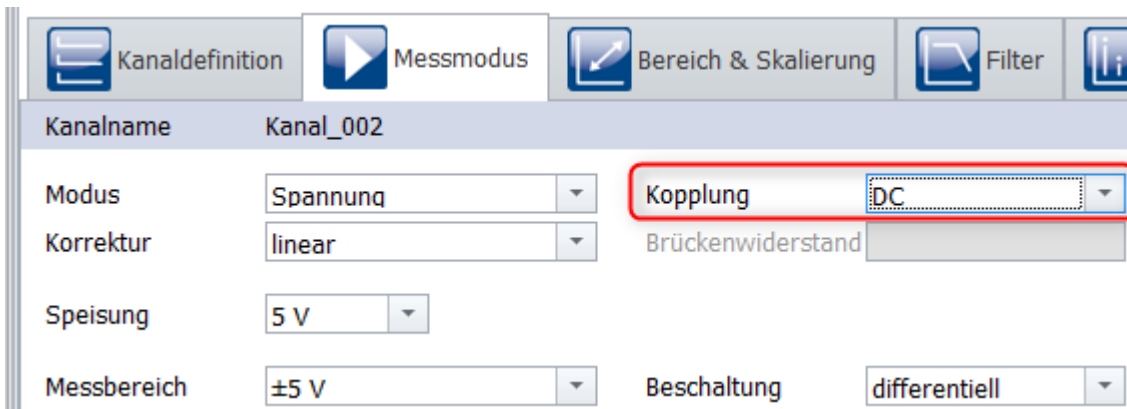 Kanaldefinition Messmodus Bereich & Skalierung Filter
Kanalname Kanal_002
Modus Spannung Kopplung DC
Korrektur linear Brückenwiderstand
Speisung 5 V
Messbereich ±5 V Beschaltung differentiell